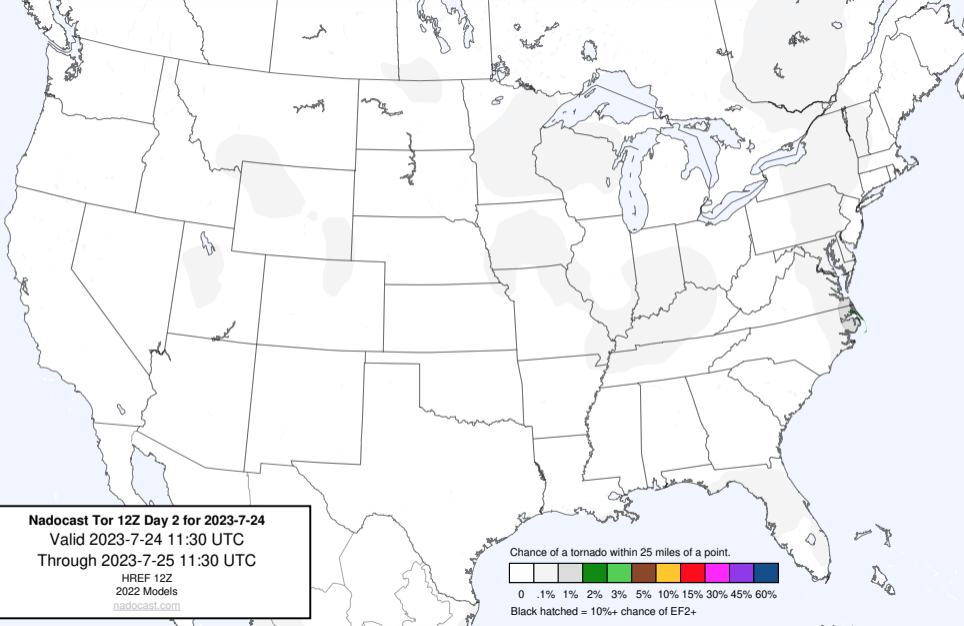 Nadocast Tor 12Z Day 2 for 2023-7-24
Valid 2023-7-24 11:30 UTC
Through 2023-7-25 11:30 UTC
HREF 12Z
2022 Models
nadocast.com
Chance of a tornado within 25 miles of a point.
0 .1% 1% 2% 3% 5% 10% 15% 30% 45% 60%
Black hatched = 10%+ chance of EF2+